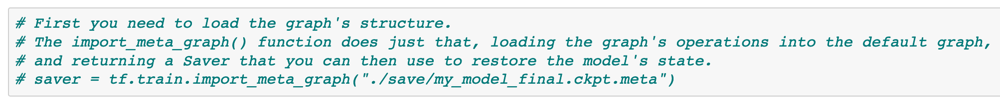 # First you need to load the graph's structure.
# The import_meta_graph() function does just that, loading the graph's operations into the default graph,
# and returning a Saver that you can then use to restore the model's state.
# saver = tf.train.import_meta_graph("./save/my_model_final.ckpt.meta")